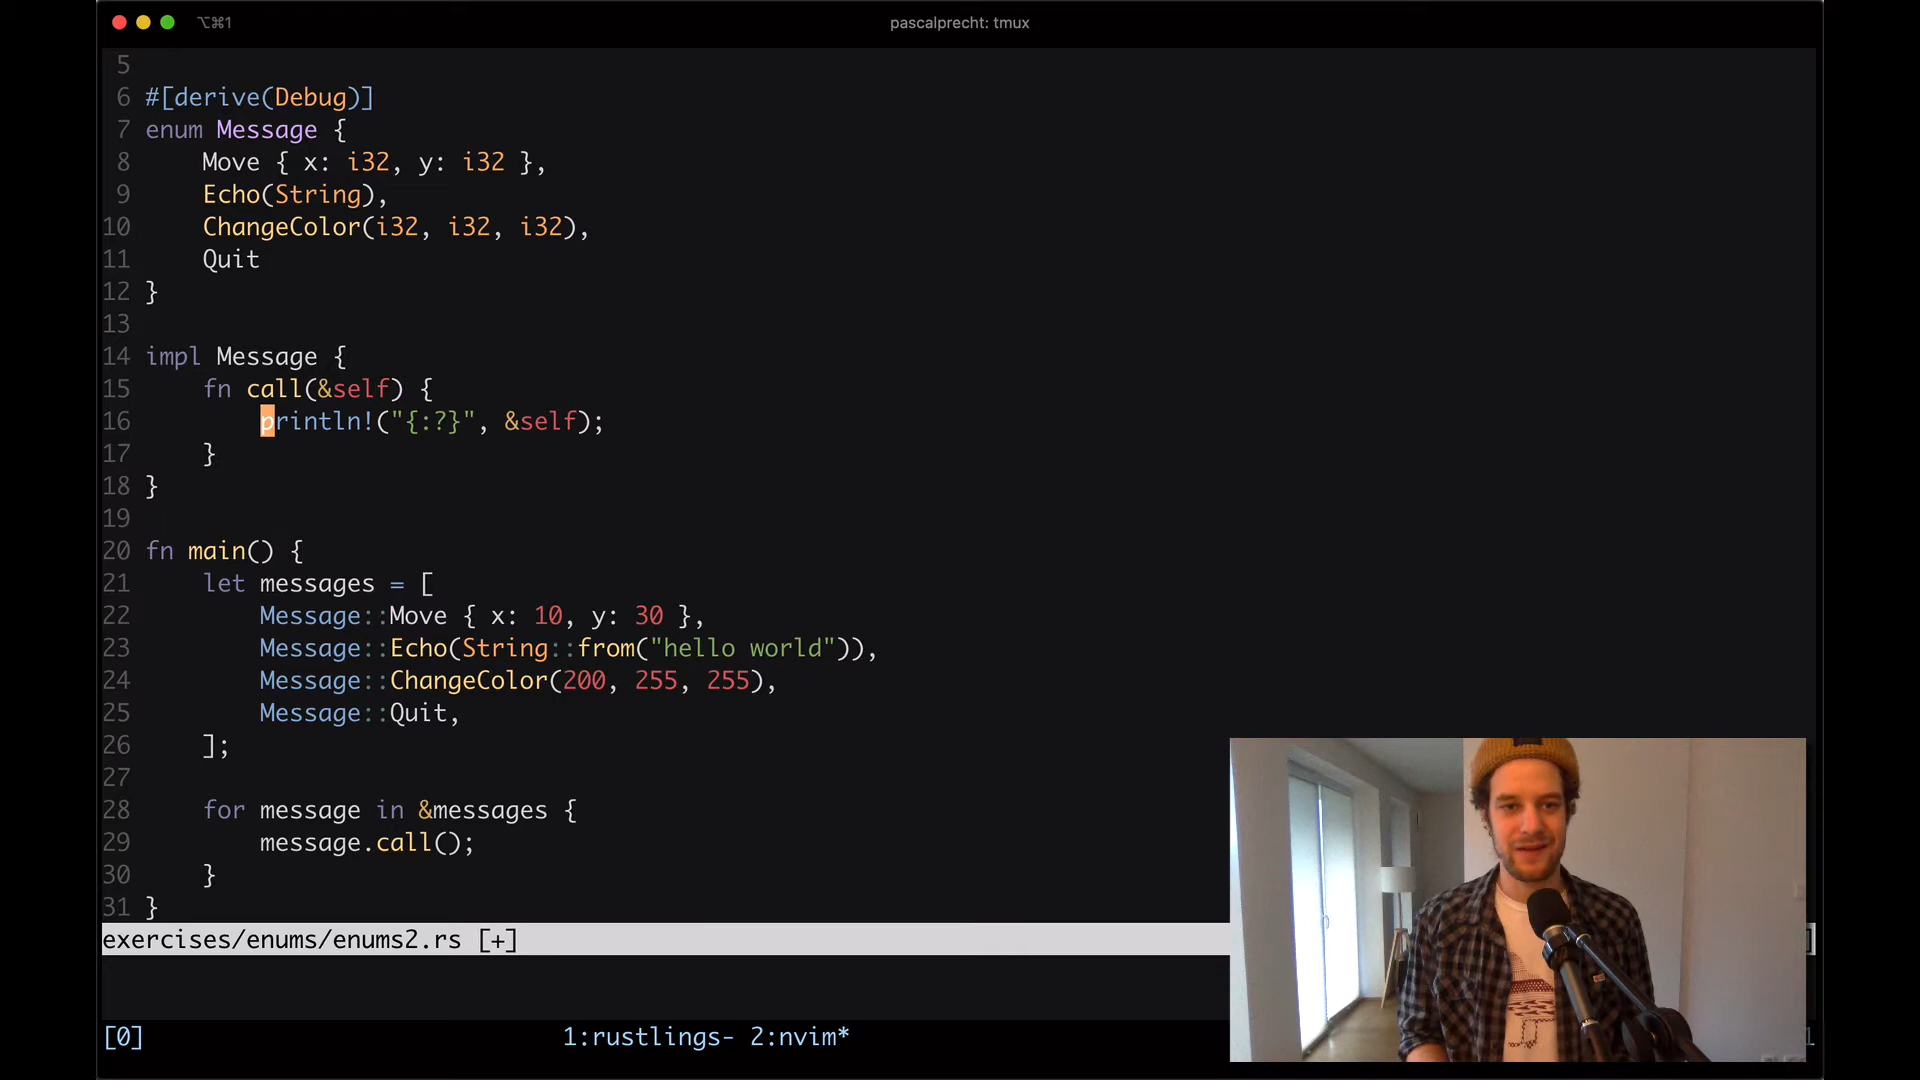 ⌥⌘1
pascalprecht: tmux
5
6 #[derive(Debug)]
7 enum Message {
8     Move { x: i32, y: i32 },
9     Echo(String),
10     ChangeColor(i32, i32, i32),
11     Quit
12 }
13
14 impl Message {
15     fn call(&self) {
16         println!("{:?}", &self);
17     }
18 }
19
20 fn main() {
21     let messages = [
22         Message::Move { x: 10, y: 30 },
23         Message::Echo(String::from("hello world")),
24         Message::ChangeColor(200, 255, 255),
25         Message::Quit,
26     ];
27
28     for message in &messages {
29         message.call();
30     }
31 }
exercises/enums/enums2.rs [+]
[0] 1:rustlings- 2:nvim*